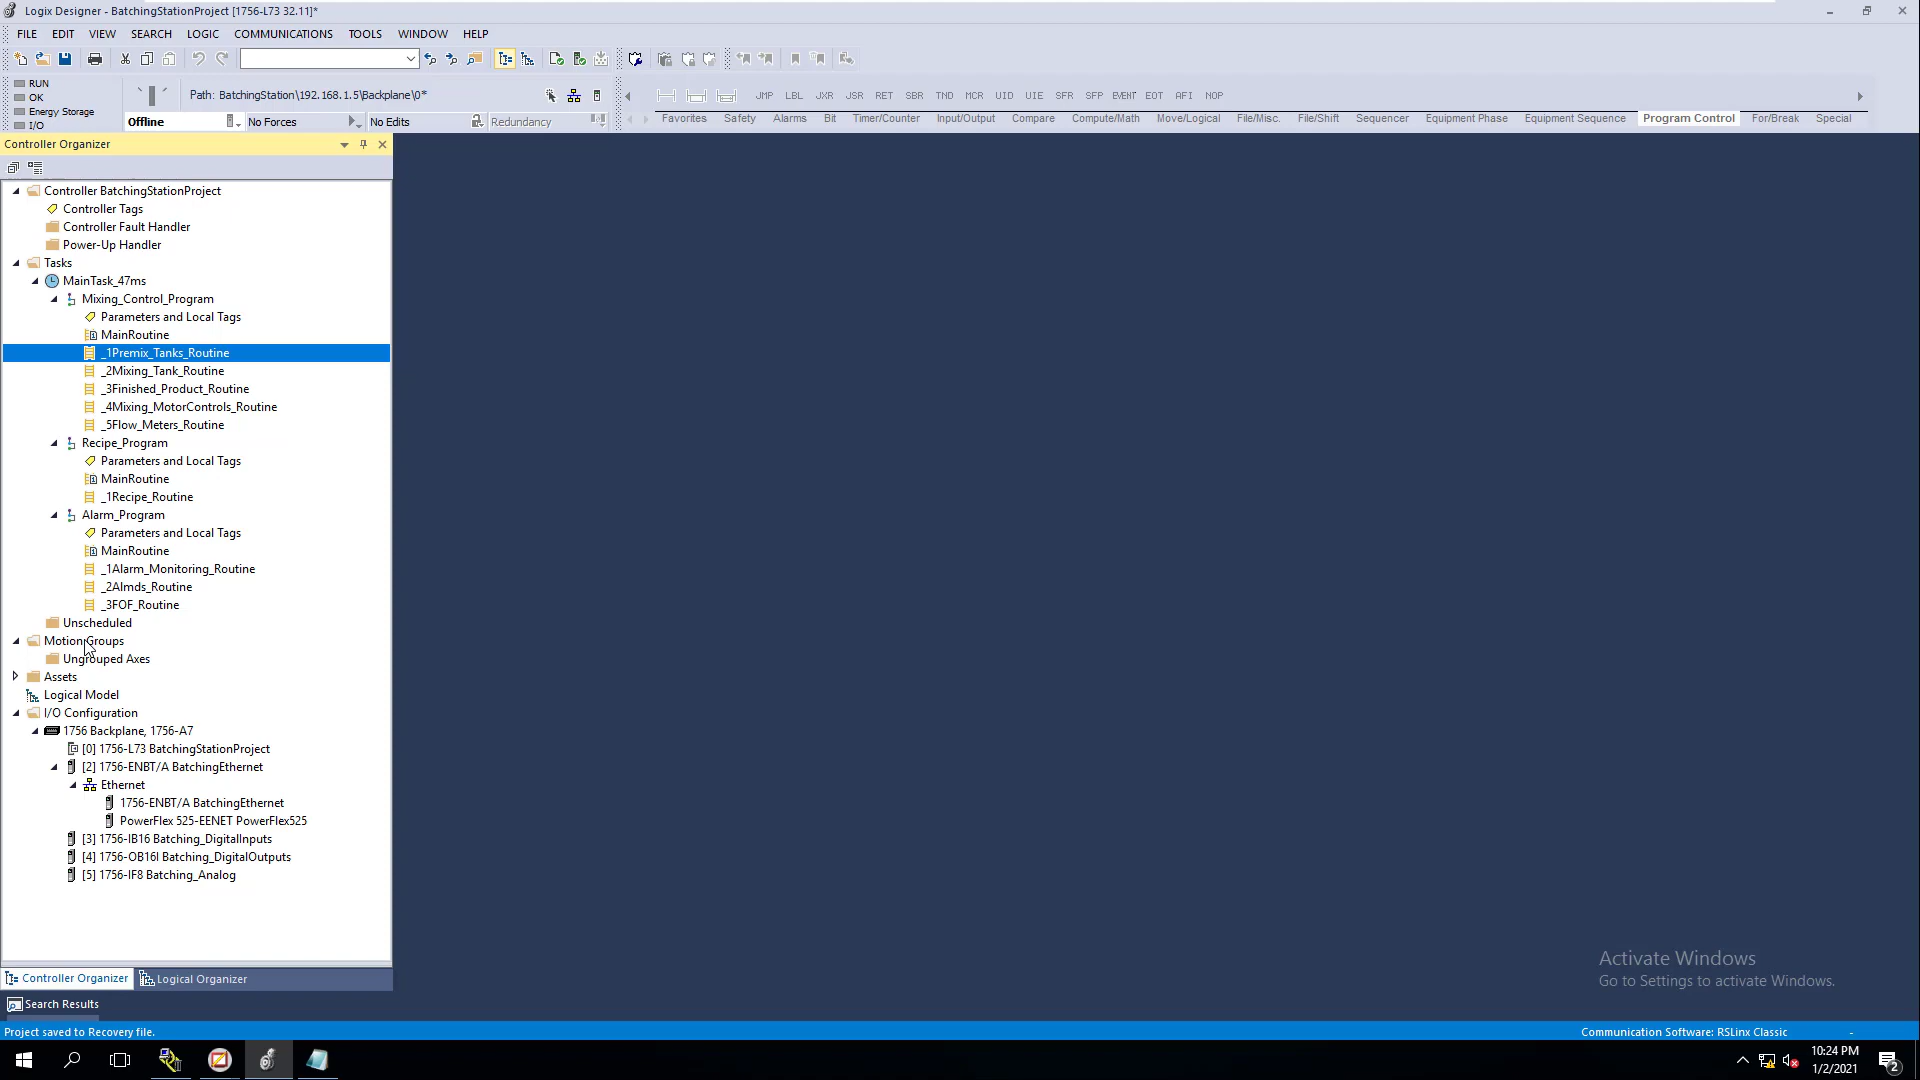 Logix Designer - BatchingStationProject [1756-L73 32.11]*
FILE EDIT VIEW SEARCH LOGIC COMMUNICATIONS TOOLS WINDOW HELP
RUN
OK
Energy Storage
I/O
Path: BatchingStation\192.168.1.5\Backplane\0*
Offline No Forces No Edits Redundancy
JMP LBL JXR JSR RET SBR TND MCR UID UIE SFR SFP EVENT EOT AFI NOP
Favorites Safety Alarms Bit Timer/Counter Input/Output Compare Compute/Math Move/Logical File/Misc. File/Shift Sequencer Equipment Phase Equipment Sequence Program Control For/Break Special
Controller Organizer
Controller BatchingStationProject
Controller Tags
Controller Fault Handler
Power-Up Handler
Tasks
MainTask_47ms
Mixing_Control_Program
Parameters and Local Tags
MainRoutine
_1Premix_Tanks_Routine
_2Mixing_Tank_Routine
_3Finished_Product_Routine
_4Mixing_MotorControls_Routine
_5Flow_Meters_Routine
Recipe_Program
Parameters and Local Tags
MainRoutine
_1Recipe_Routine
Alarm_Program
Parameters and Local Tags
MainRoutine
_1Alarm_Monitoring_Routine
_2Almds_Routine
_3FOF_Routine
Unscheduled
Motion Groups
Ungrouped Axes
Assets
Logical Model
I/O Configuration
1756 Backplane, 1756-A7
[0] 1756-L73 BatchingStationProject
[2] 1756-ENBT/A BatchingEthernet
Ethernet
1756-ENBT/A BatchingEthernet
PowerFlex 525-EENET PowerFlex525
[3] 1756-IB16 Batching_DigitalInputs
[4] 1756-OB16I Batching_DigitalOutputs
[5] 1756-IF8 Batching_Analog
Activate Windows
Go to Settings to activate Windows.
Controller Organizer Logical Organizer
Search Results
Project saved to Recovery file. Communication Software: RSLinx Classic
10:24 PM
1/2/2021
2